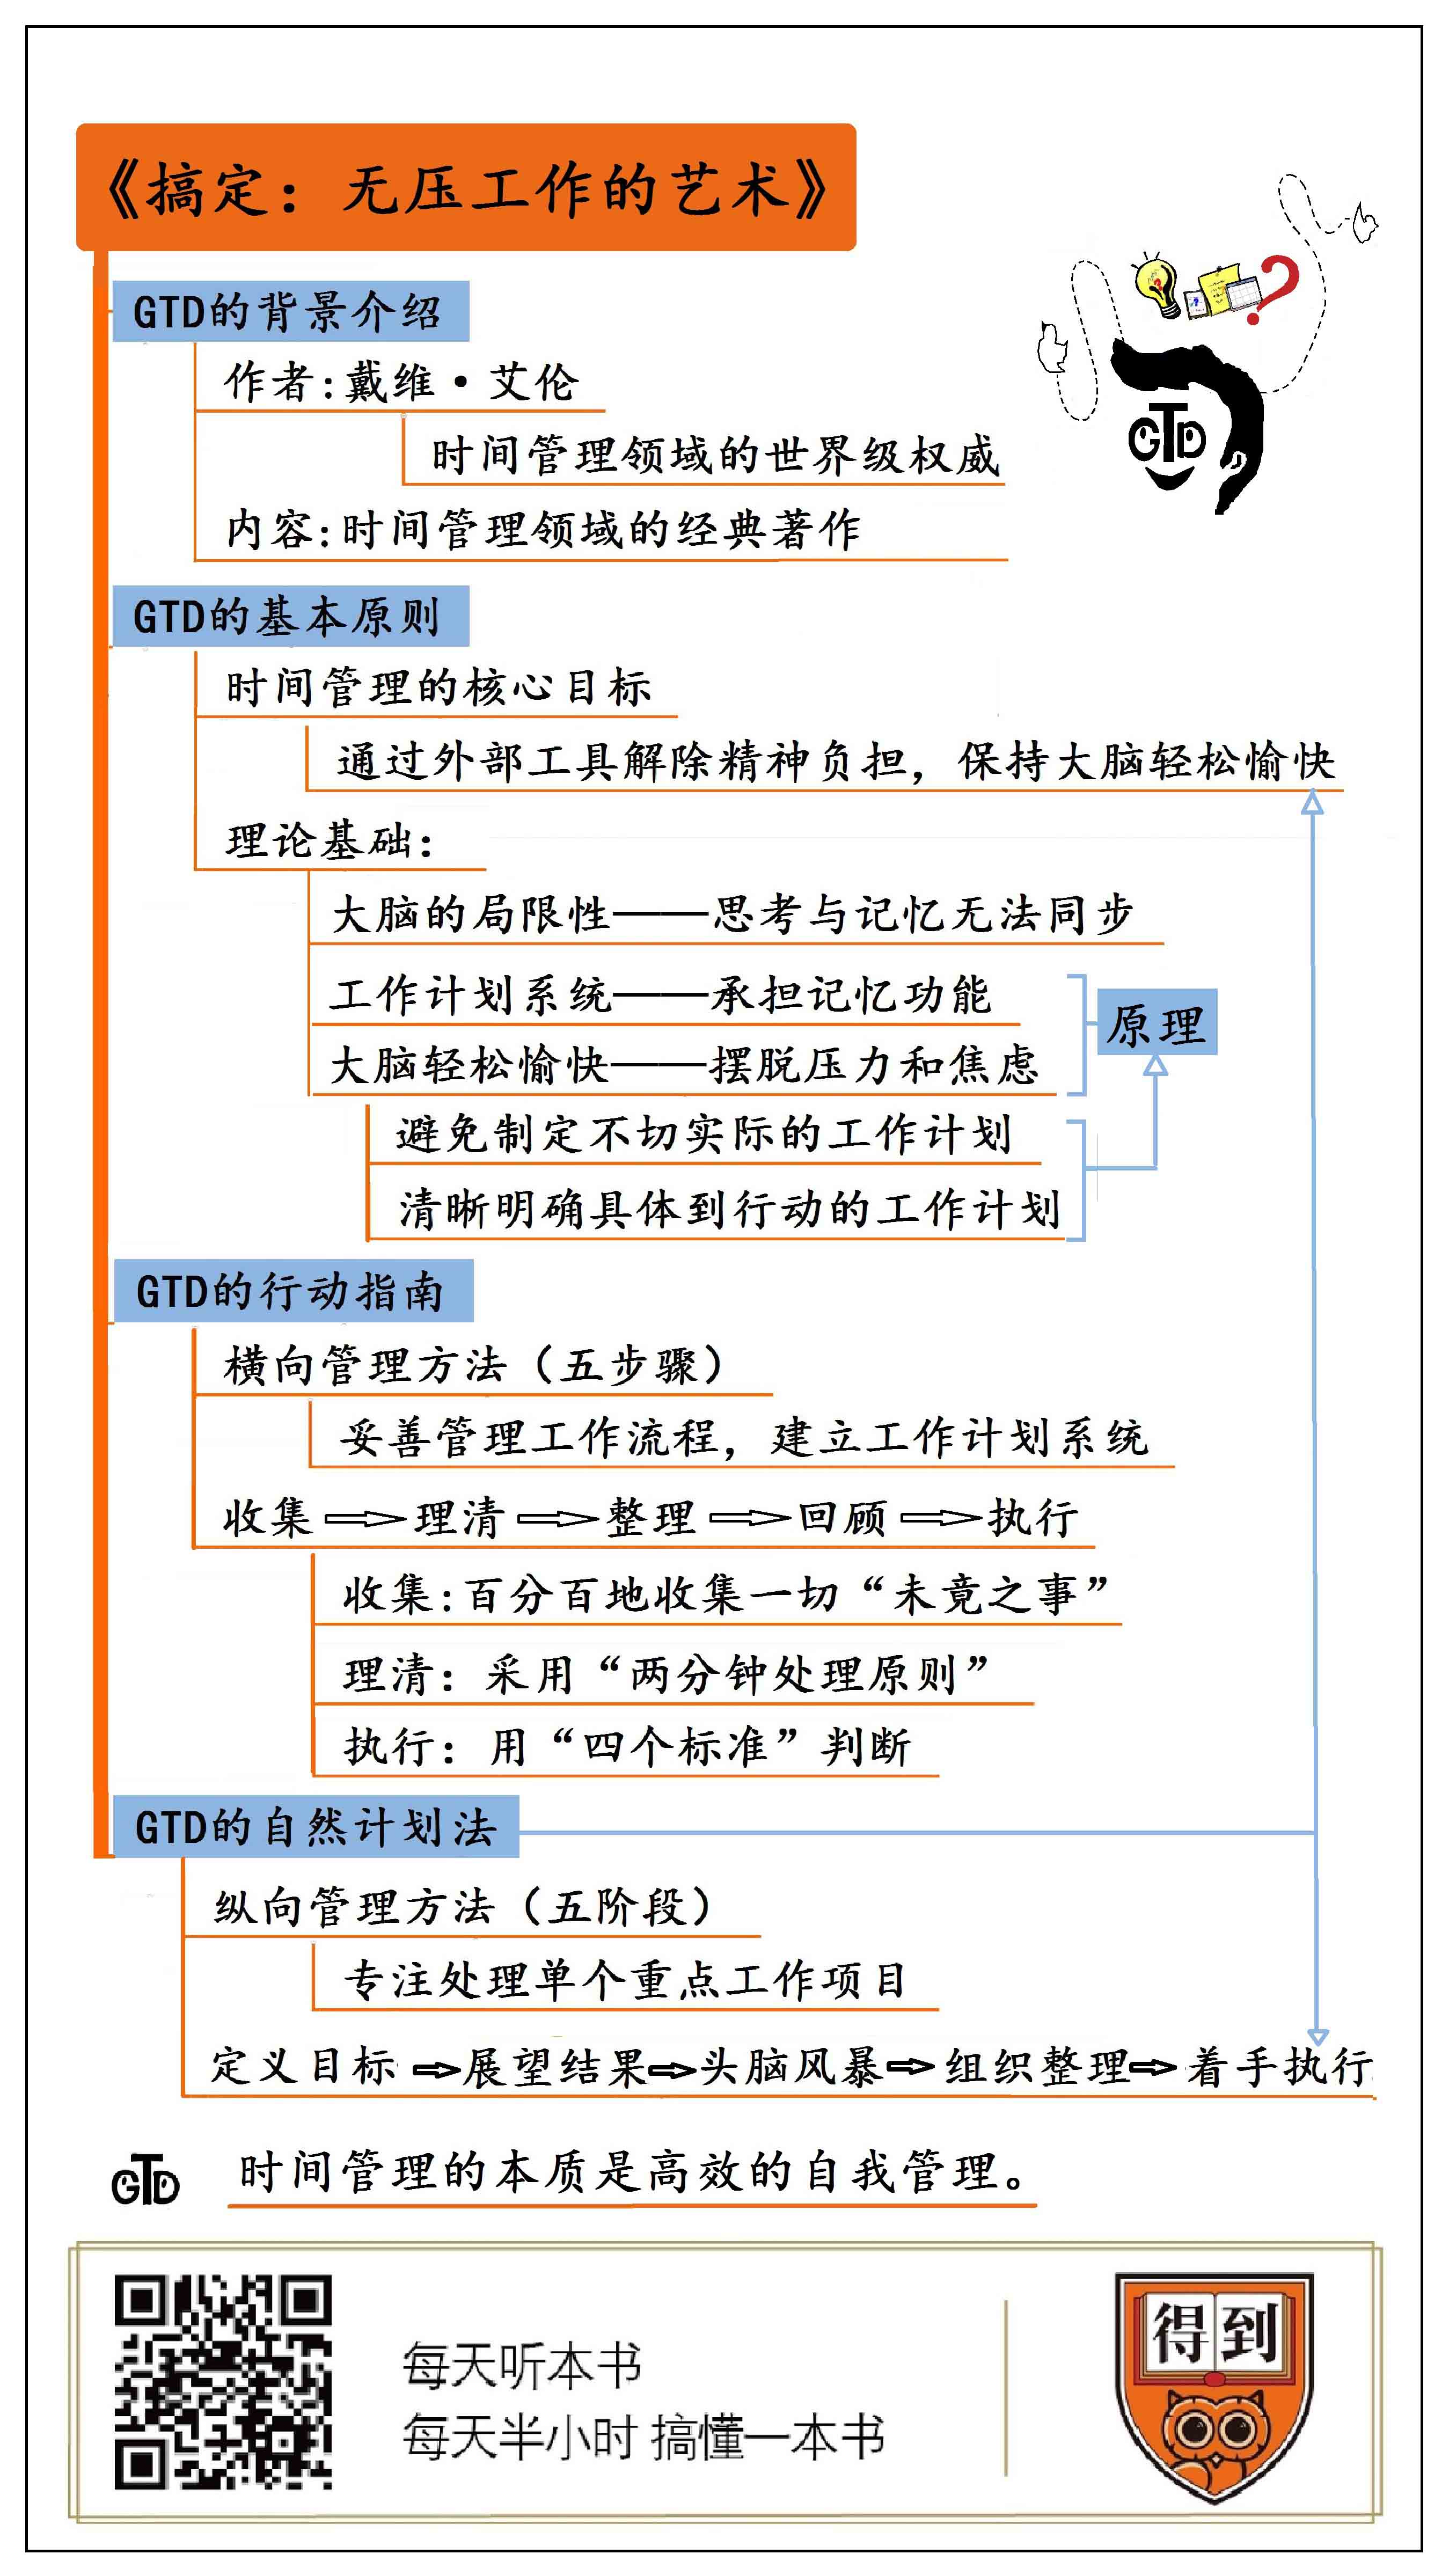 《搞定：无压工作的艺术》
GTD的背景介绍
作者:戴维·艾伦
时间管理领域的世界级权威
内容:时间管理领域的经典著作
GTD
GTD的基本原则
时间管理的核心目标
通过外部工具解除精神负担，保持大脑轻松愉快
理论基础：
大脑的局限性——思考与记忆无法同步
工作计划系统——承担记忆功能
大脑轻松愉快——摆脱压力和焦虑
原理
避免制定不切实际的工作计划
清晰明确具体到行动的工作计划
GTD的行动指南
横向管理方法（五步骤）
妥善管理工作流程，建立工作计划系统
收集⇨理清⇨整理⇨回顾⇨执行
收集:百分百地收集一切“未竟之事”
理清：采用“两分钟处理原则”
执行：用“四个标准”判断
GTD的自然计划法
纵向管理方法（五阶段）
专注处理单个重点工作项目
定义目标⇨展望结果⇨头脑风暴⇨组织整理⇨着手执行
GTD 时间管理的本质是高效的自我管理。
每天听本书
每天半小时 搞懂一本书
得到